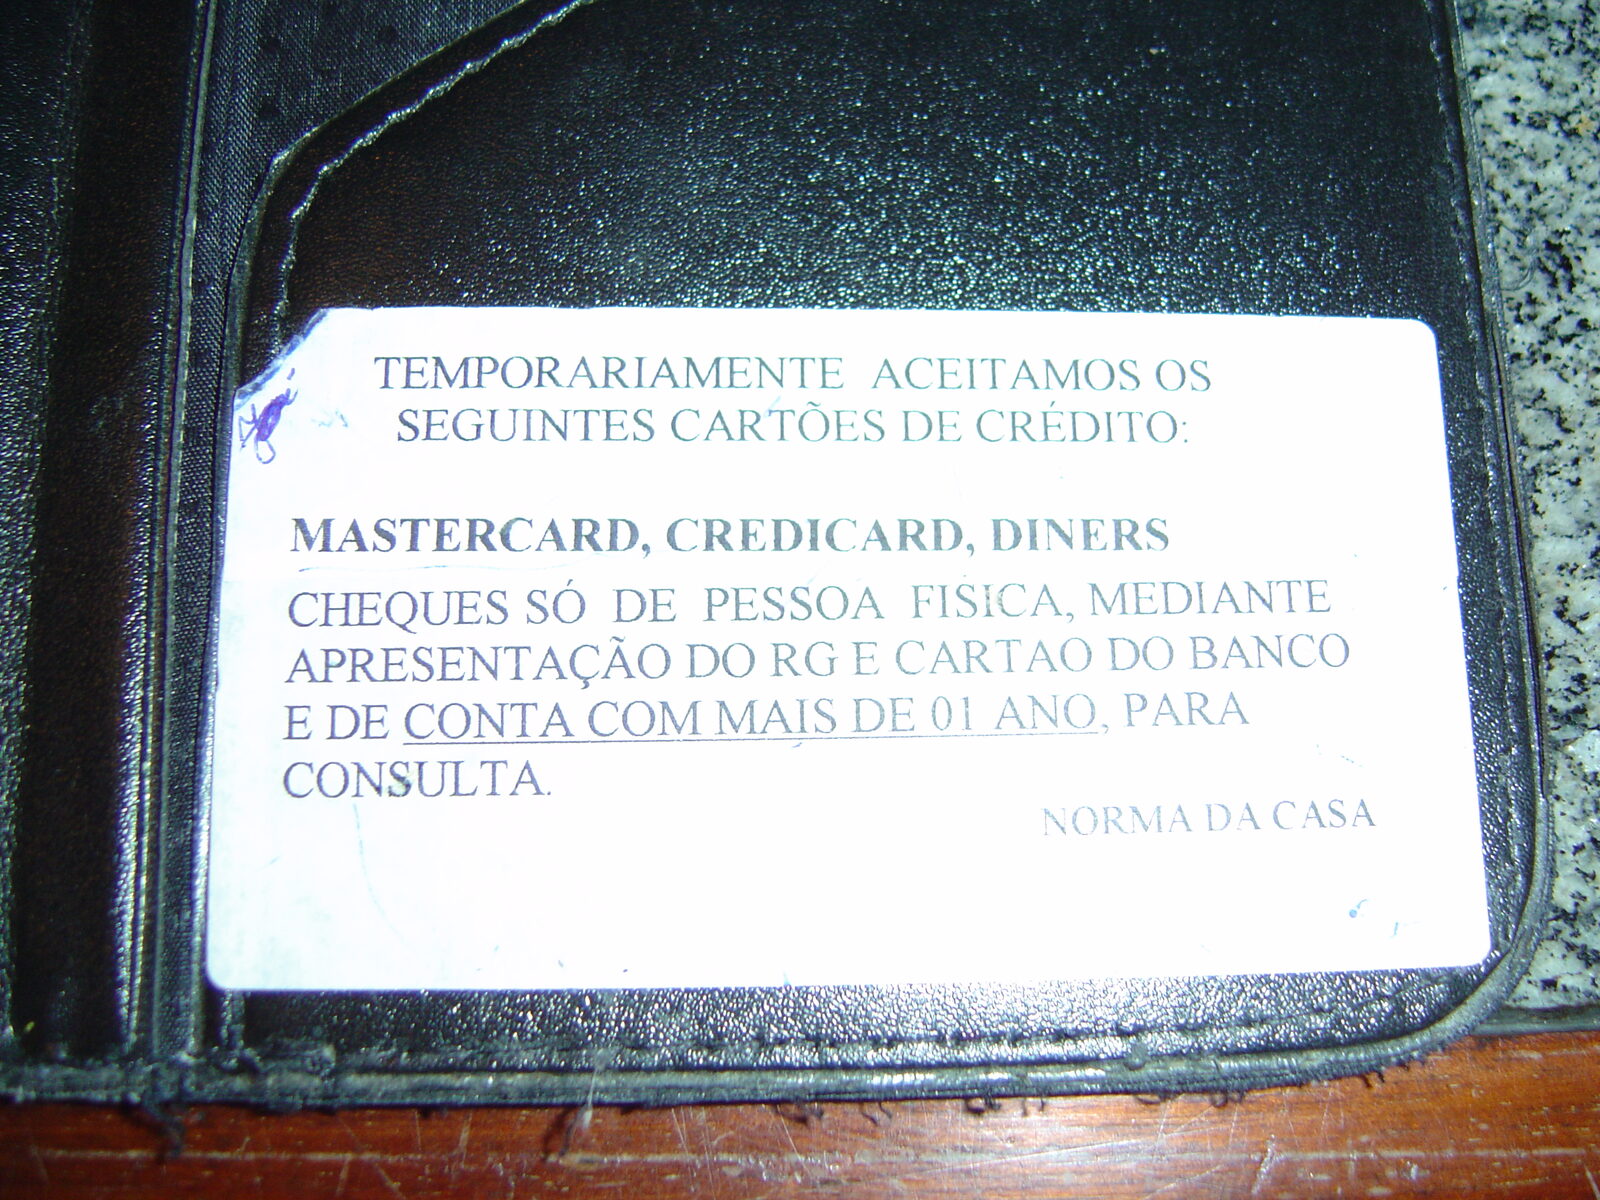 TEMPORARIAMENTE ACEITAMOS OS
SEGUINTES CARTÕES DE CRÉDITO:
MASTERCARD, CREDICARD, DINERS
CHEQUES SÓ DE PESSOA FISICA, MEDIANTE
APRESENTAÇÃO DO RG E CARTAO DO BANCO
E DE CONTA COM MAIS DE 01 ANO, PARA
CONSULTA.
NORMA DA CASA